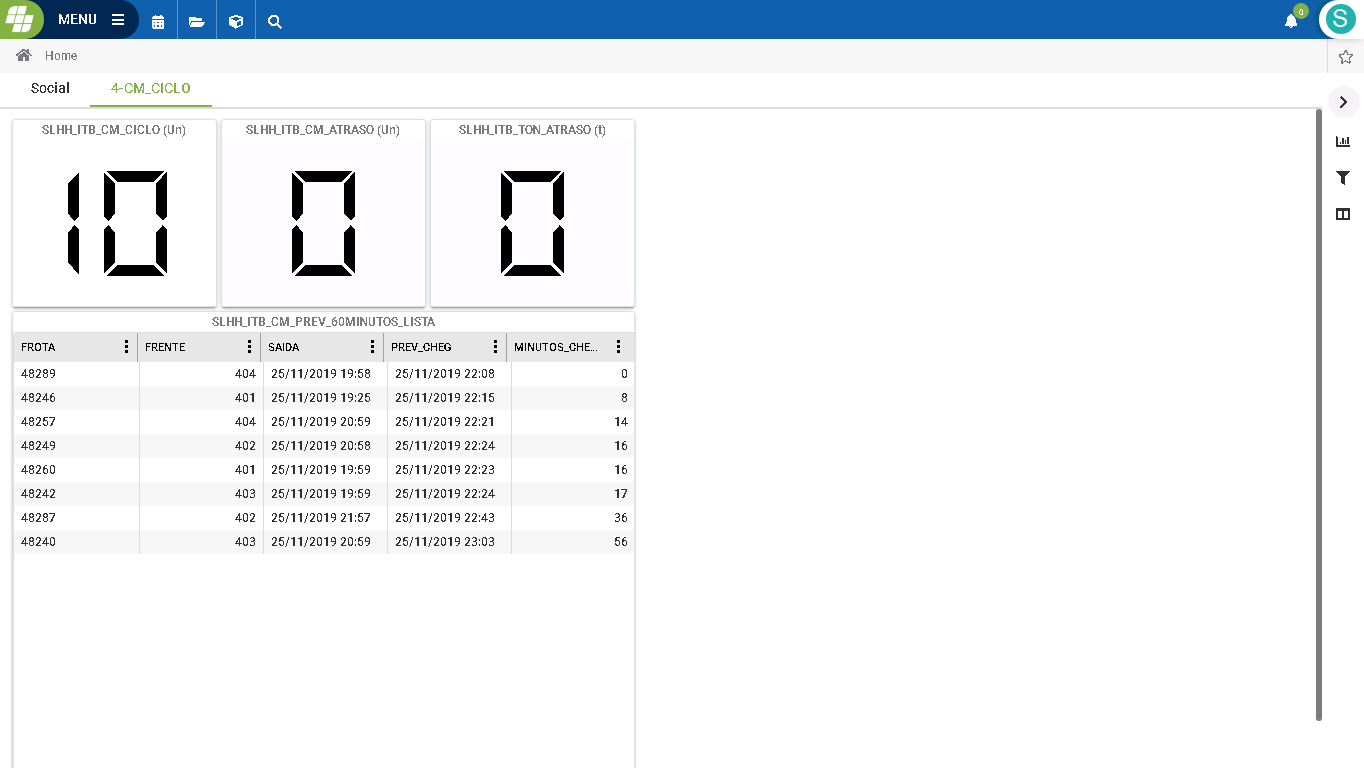 MENU
0
S
Home
Social 4-CM_CICLO
SLHH_ITB_CM_CICLO (Un) SLHH_ITB_CM_ATRASO (Un) SLHH_ITB_TON_ATRASO (t)
10 0 0
SLHH_ITB_CM_PREV_60MINUTOS_LISTA
FROTA FRENTE SAIDA PREV_CHEG MINUTOS_CHE...
48289 404 25/11/2019 19:58 25/11/2019 22:08 0
48246 401 25/11/2019 19:25 25/11/2019 22:15 8
48257 404 25/11/2019 20:59 25/11/2019 22:21 14
48249 402 25/11/2019 20:58 25/11/2019 22:24 16
48260 401 25/11/2019 19:59 25/11/2019 22:23 16
48242 403 25/11/2019 19:59 25/11/2019 22:24 17
48287 402 25/11/2019 21:57 25/11/2019 22:43 36
48240 403 25/11/2019 20:59 25/11/2019 23:03 56